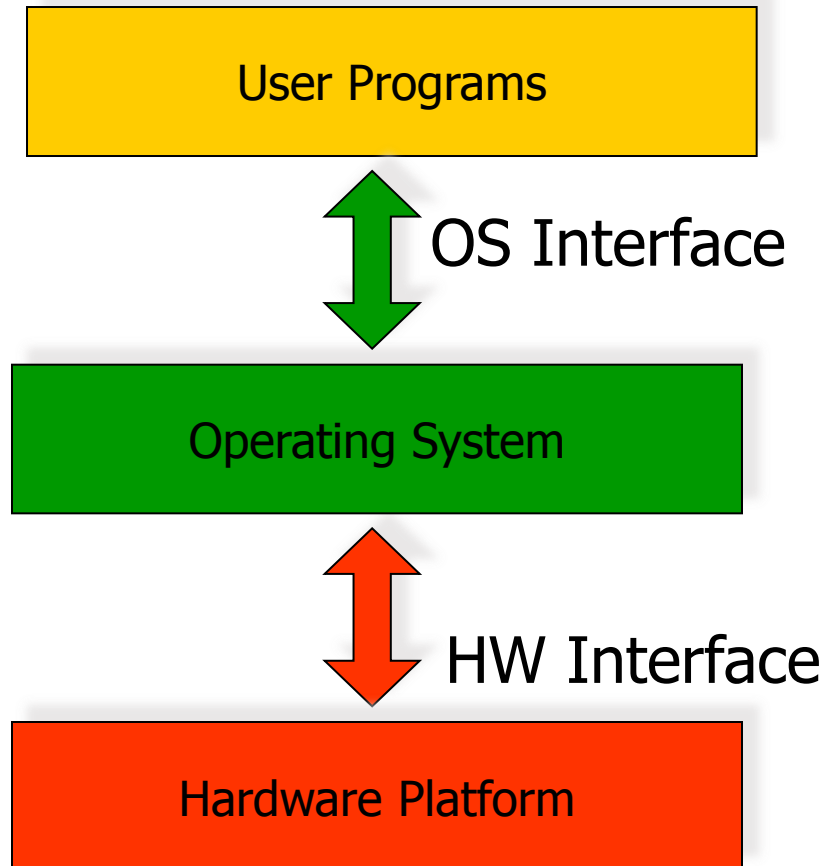 User Programs
OS Interface
Operating System
HW Interface
Hardware Platform